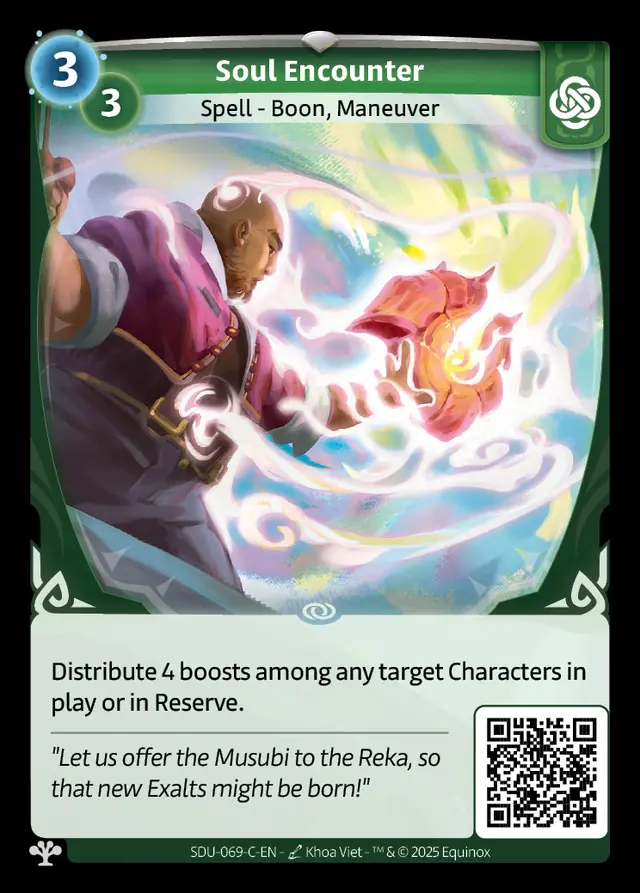 3
3
Soul Encounter
Spell - Boon, Maneuver
Distribute 4 boosts among any target Characters in
play or in Reserve.
"Let us offer the Musubi to the Reka, so
that new Exalts might be born!"
SDU-069-C-EN - Khoa Viet - ™ & © 2025 Equinox